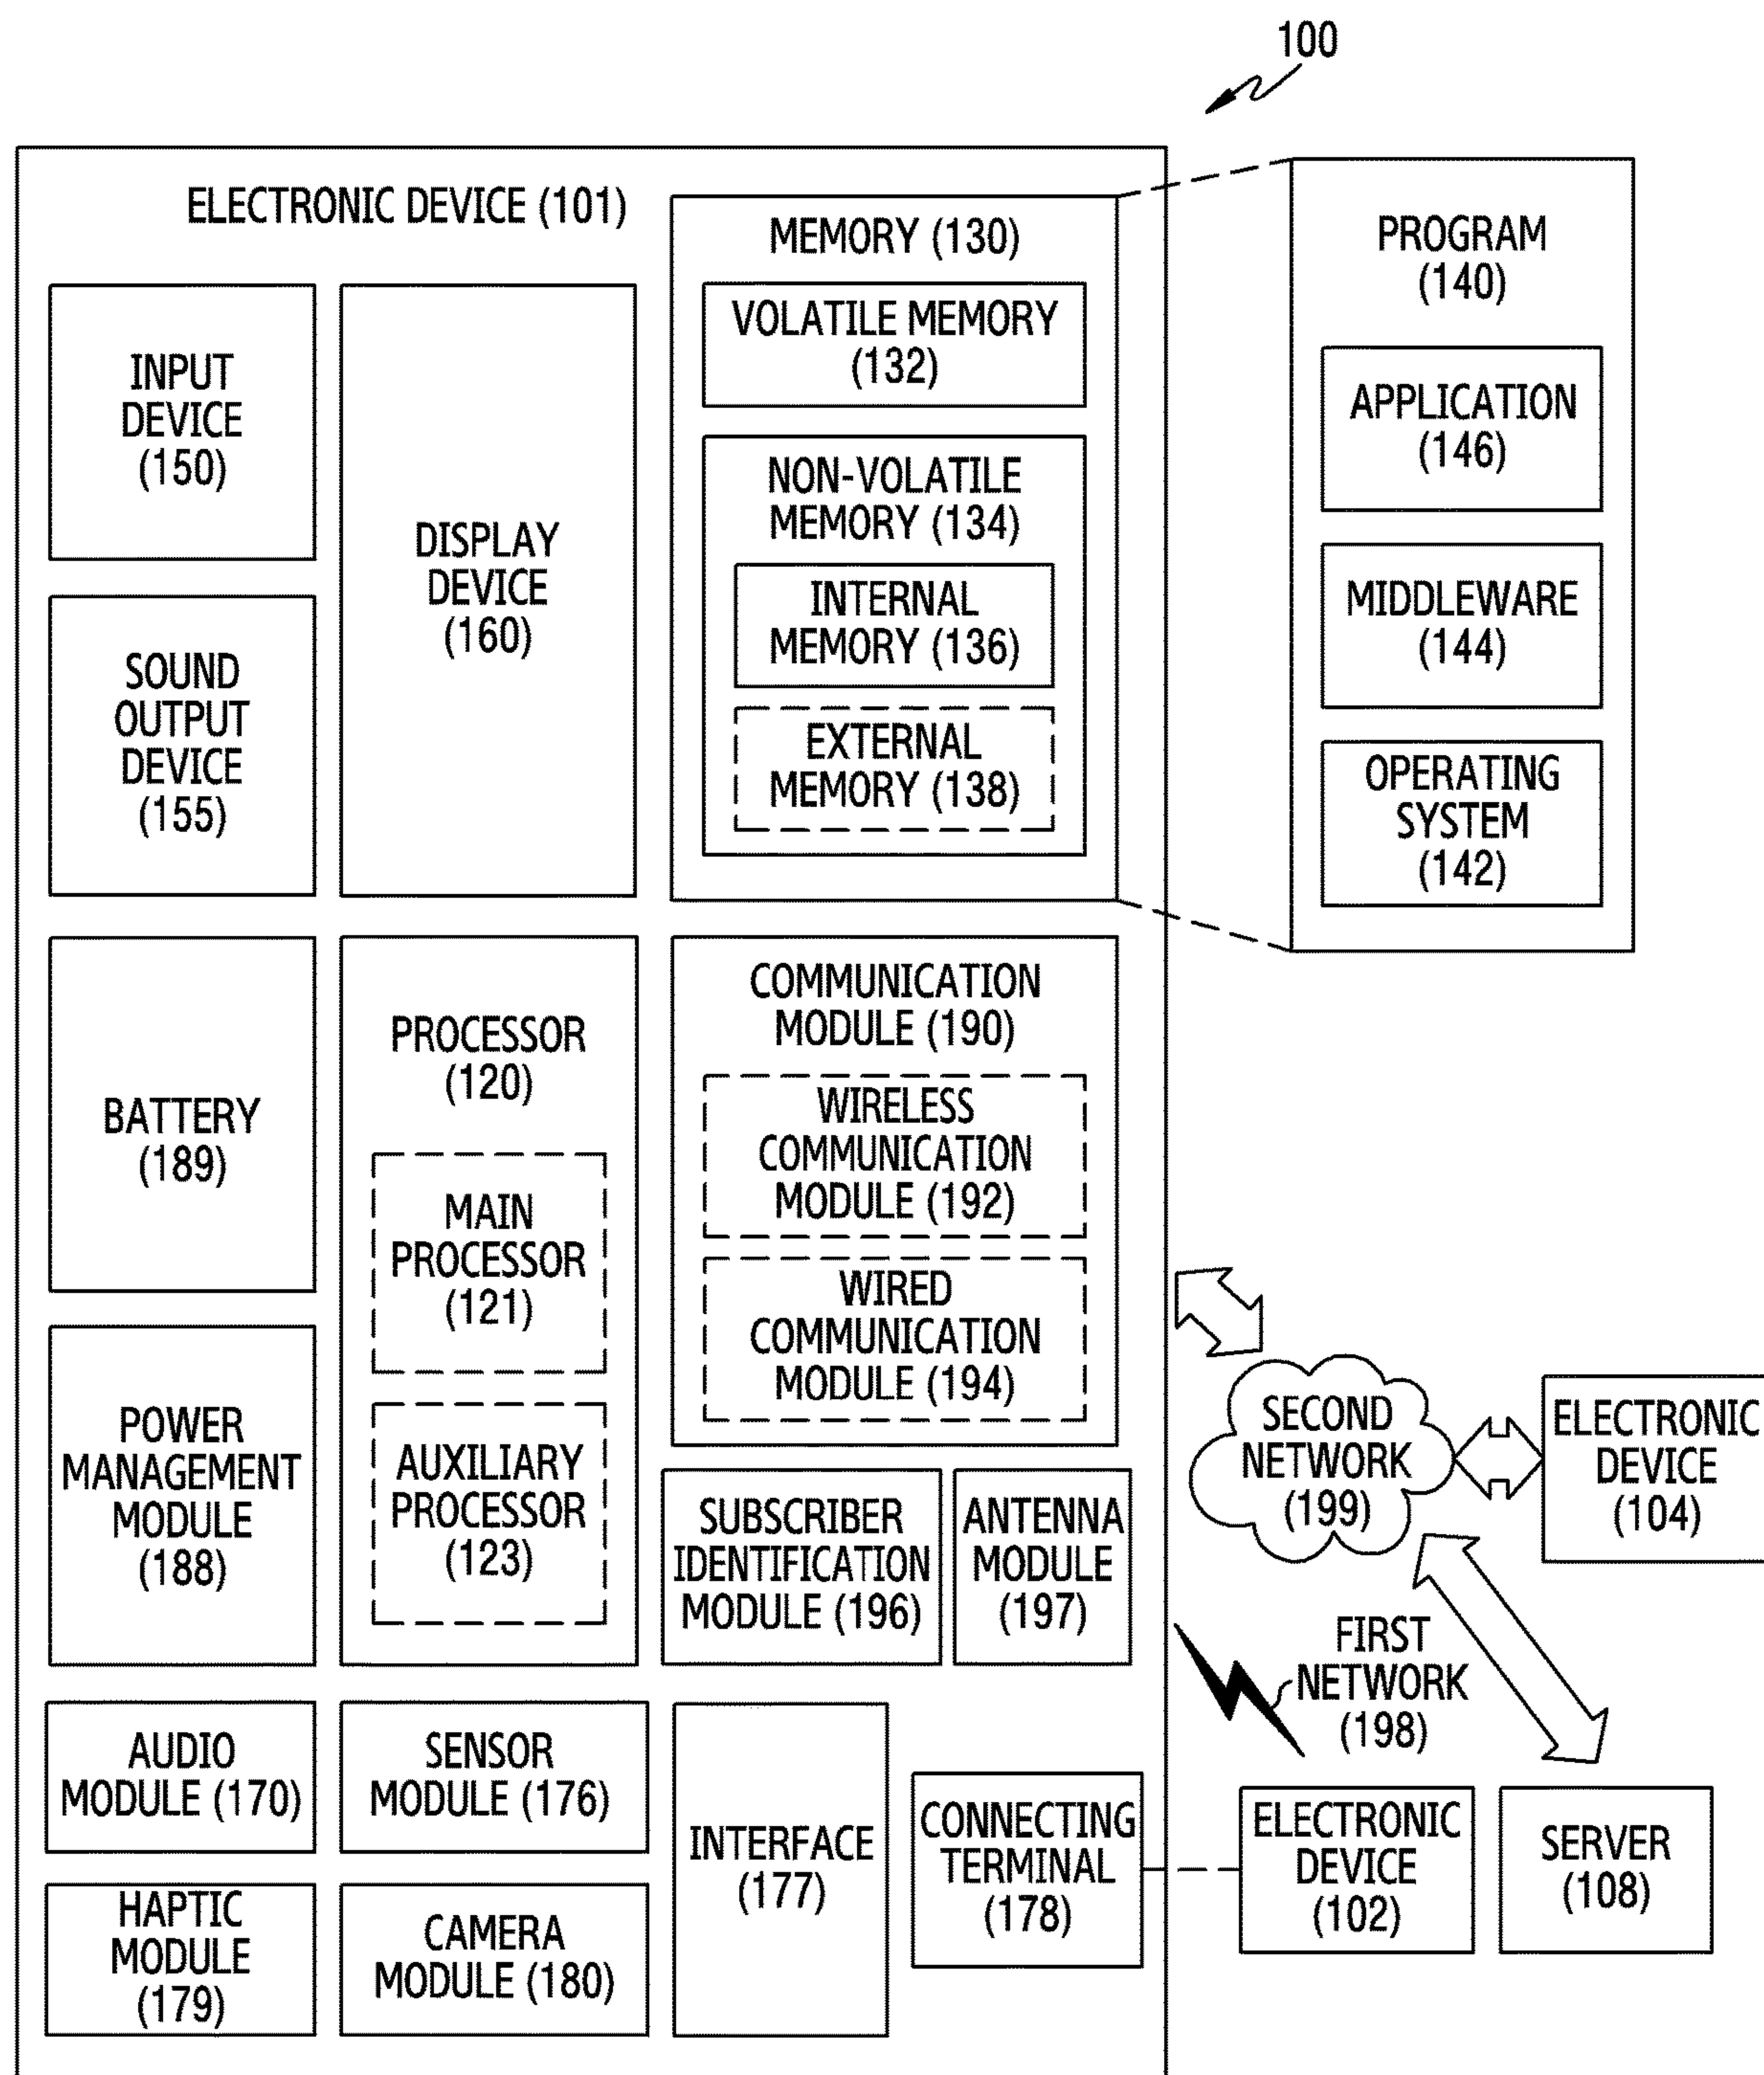 100
ELECTRONIC DEVICE (101)
INPUT
DEVICE
(150)
SOUND
OUTPUT
DEVICE
(155)
DISPLAY
DEVICE
(160)
MEMORY (130)
VOLATILE MEMORY
(132)
NON-VOLATILE
MEMORY (134)
INTERNAL
MEMORY (136)
EXTERNAL
MEMORY (138)
PROGRAM
(140)
APPLICATION
(146)
MIDDLEWARE
(144)
OPERATING
SYSTEM
(142)
BATTERY
(189)
POWER
MANAGEMENT
MODULE
(188)
PROCESSOR
(120)
MAIN
PROCESSOR
(121)
AUXILIARY
PROCESSOR
(123)
COMMUNICATION
MODULE (190)
WIRELESS
COMMUNICATION
MODULE (192)
WIRED
COMMUNICATION
MODULE (194)
SUBSCRIBER
IDENTIFICATION
MODULE (196)
ANTENNA
MODULE
(197)
SECOND
NETWORK
(199)
ELECTRONIC
DEVICE
(104)
FIRST
NETWORK
(198)
AUDIO
MODULE (170)
SENSOR
MODULE (176)
HAPTIC
MODULE
(179)
CAMERA
MODULE (180)
INTERFACE
(177)
CONNECTING
TERMINAL
(178)
ELECTRONIC
DEVICE
(102)
SERVER
(108)